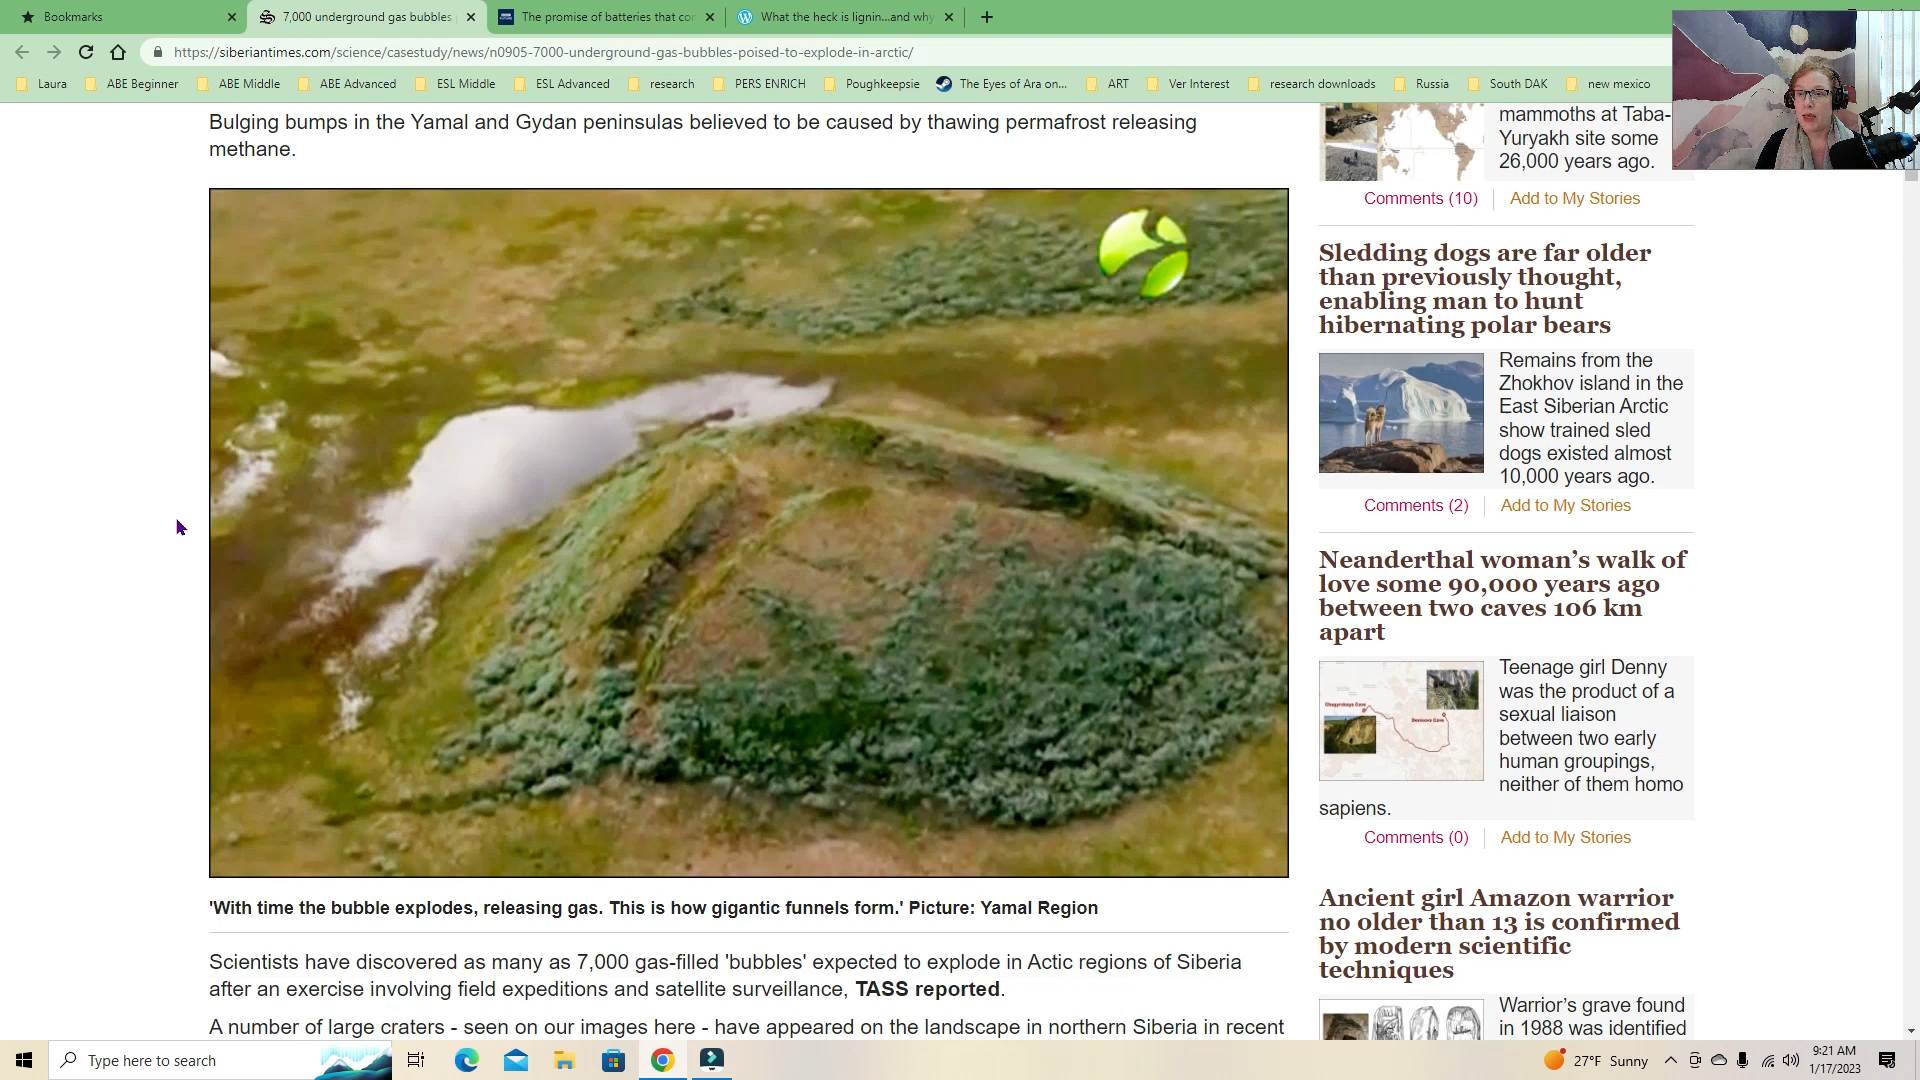 Bookmarks
7,000 underground gas bubbles
The promise of batteries that con
What the heck is lignin...and why
https://siberiantimes.com/science/casestudy/news/n0905-7000-underground-gas-bubbles-poised-to-explode-in-arctic/
Laura ABE Beginner ABE Middle ABE Advanced ESL Middle ESL Advanced research PERS ENRICH Poughkeepsie The Eyes of Ara on... ART Ver Interest research downloads Russia South DAK new mexico
Bulging bumps in the Yamal and Gydan peninsulas believed to be caused by thawing permafrost releasing
methane.
'With time the bubble explodes, releasing gas. This is how gigantic funnels form.' Picture: Yamal Region
Scientists have discovered as many as 7,000 gas-filled 'bubbles' expected to explode in Actic regions of Siberia
after an exercise involving field expeditions and satellite surveillance, TASS reported.
A number of large craters - seen on our images here - have appeared on the landscape in northern Siberia in recent
mammoths at Taba-
Yuryakh site some
26,000 years ago.
Comments (10) Add to My Stories
Sledding dogs are far older
than previously thought,
enabling man to hunt
hibernating polar bears
Remains from the
Zhokhov island in the
East Siberian Arctic
show trained sled
dogs existed almost
10,000 years ago.
Comments (2) Add to My Stories
Neanderthal woman’s walk of
love some 90,000 years ago
between two caves 106 km
apart
Teenage girl Denny
was the product of a
sexual liaison
between two early
human groupings,
neither of them homo
sapiens.
Comments (0) Add to My Stories
Ancient girl Amazon warrior
no older than 13 is confirmed
by modern scientific
techniques
Warrior’s grave found
in 1988 was identified
Type here to search
27°F Sunny
9:21 AM
1/17/2023